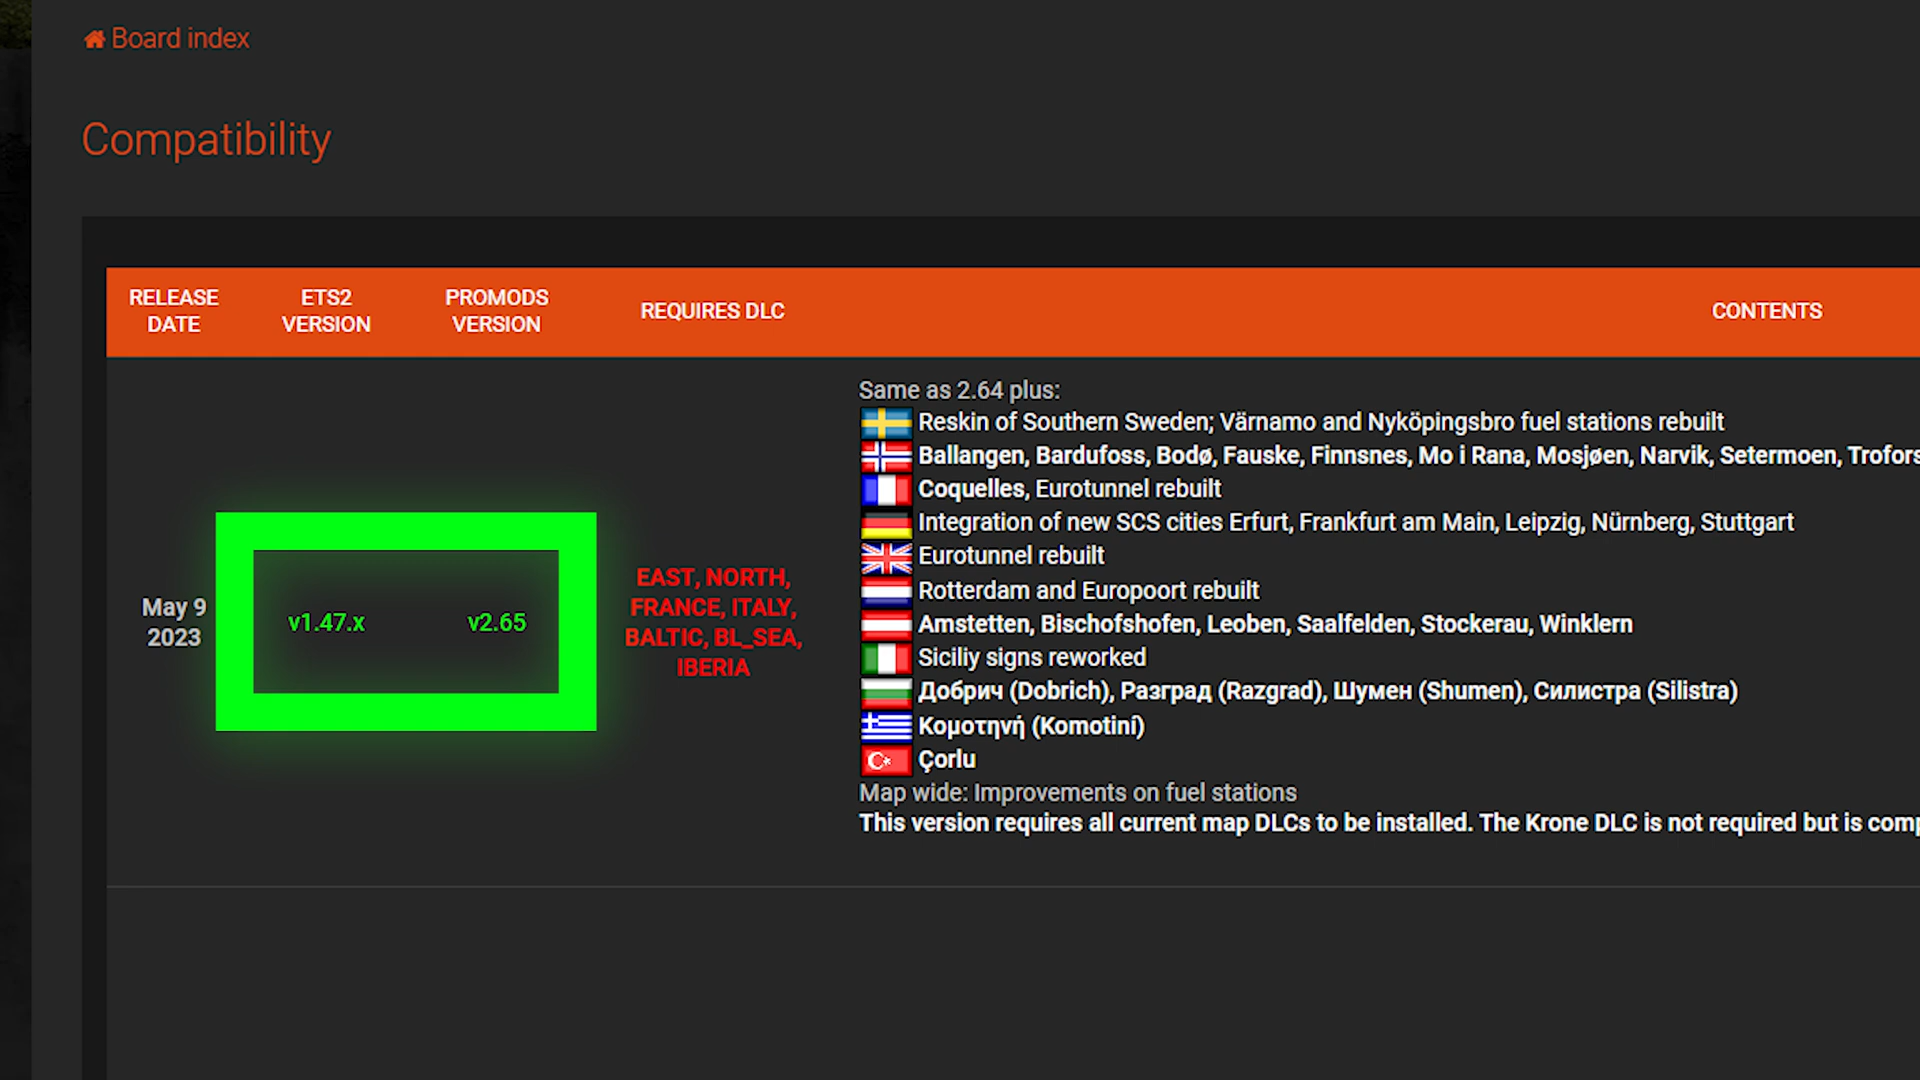 Board index
Compatibility
RELEASE DATE
ETS2 VERSION
PROMODS VERSION
REQUIRES DLC
CONTENTS
May 9 2023
v1.47.x
v2.65
EAST, NORTH,
FRANCE, ITALY,
BALTIC, BL_SEA,
IBERIA
Same as 2.64 plus:
Reskin of Southern Sweden; Värnamo and Nyköpingsbro fuel stations rebuilt
Ballangen, Bardufoss, Bodø, Fauske, Finnsnes, Mo i Rana, Mosjøen, Narvik, Setermoen, Trofors
Coquelles, Eurotunnel rebuilt
Integration of new SCS cities Erfurt, Frankfurt am Main, Leipzig, Nürnberg, Stuttgart
Eurotunnel rebuilt
Rotterdam and Europoort rebuilt
Amstetten, Bischofshofen, Leoben, Saalfelden, Stockerau, Winklern
Siciliy signs reworked
Добрич (Dobrich), Разград (Razgrad), Шумен (Shumen), Силистра (Silistra)
Κομοτηνή (Komotiní)
Çorlu
Map wide: Improvements on fuel stations
This version requires all current map DLCs to be installed. The Krone DLC is not required but is